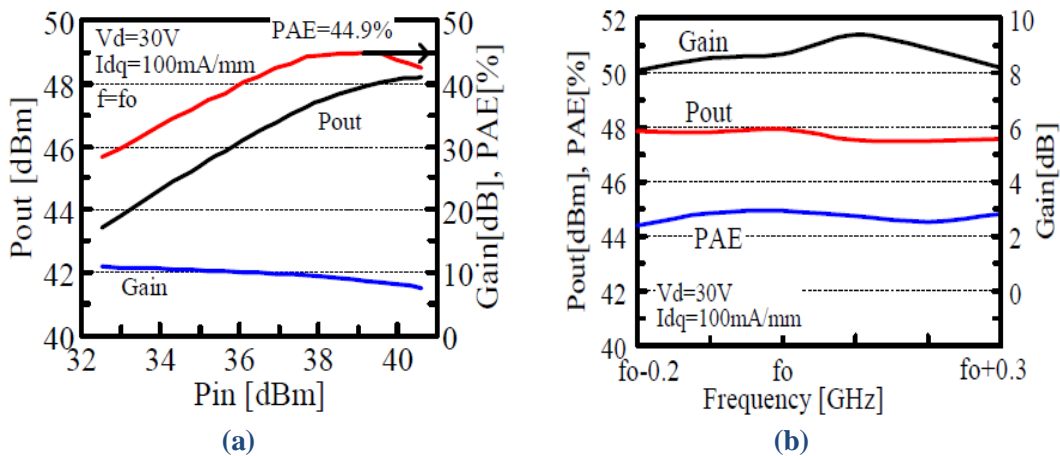 50
48
46
44
42
40
Pout [dBm]
Vd=30V
Idq=100mA/mm
f=fo
PAE=44.9%
Pout
Gain
50
40
30
20
10
0
Gain[dB], PAE[%]
32 34 36 38 40
Pin [dBm]
(a)
52
50
48
46
44
42
40
Pout[dBm], PAE[%]
Gain
Pout
PAE
Vd=30V
Idq=100mA/mm
10
8
6
4
2
0
Gain[dB]
fo-0.2 fo fo+0.3
Frequency [GHz]
(b)